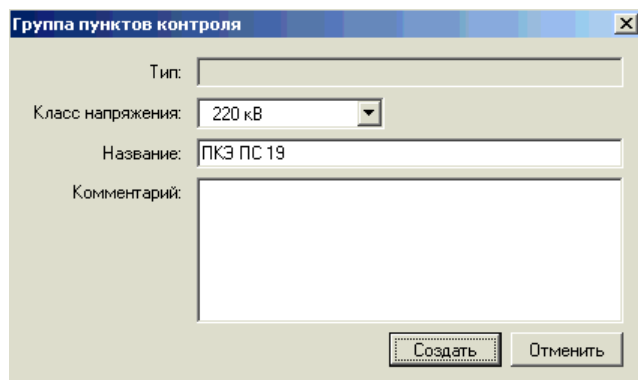 Группа пунктов контроля
Тип:
Класс напряжения: 220 кВ
Название: ПКЭ ПС 19
Комментарий:
Создать Отменить